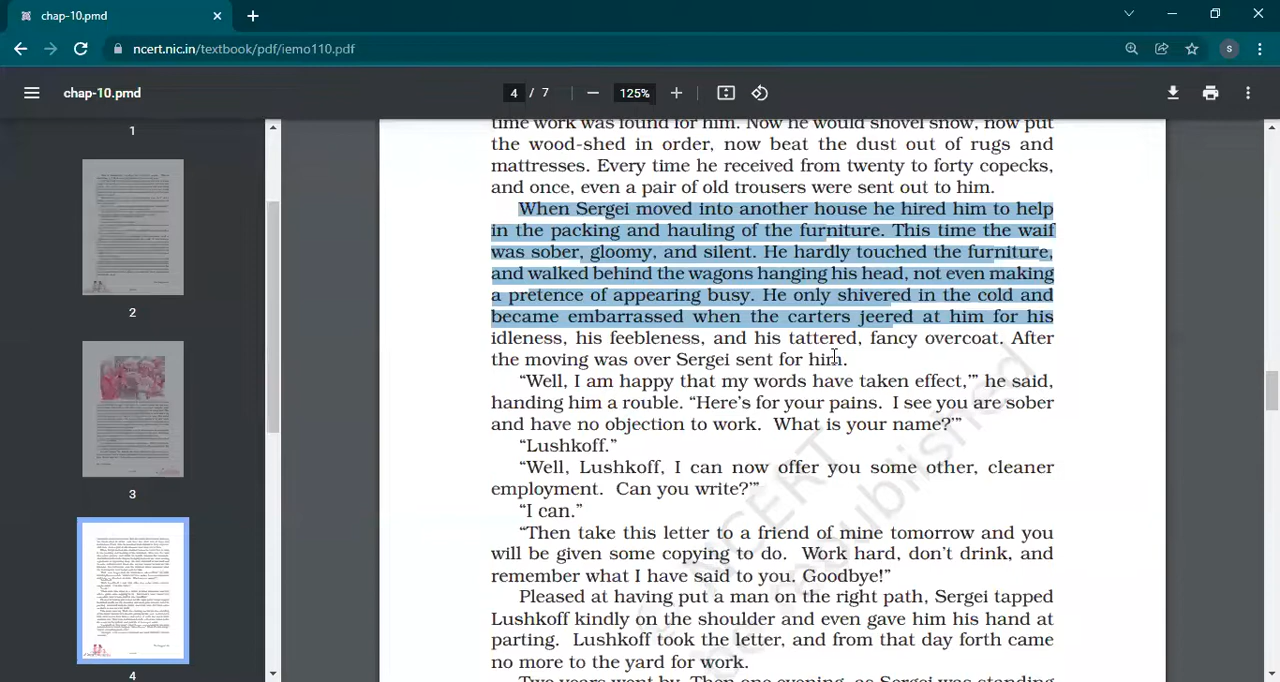 chap-10.pmd
ncert.nic.in/textbook/pdf/iemo110.pdf
S
chap-10.pmd
4 / 7
125%
1
2
3
4
time work was found for him. Now he would shovel snow, now put
the wood-shed in order, now beat the dust out of rugs and
mattresses. Every time he received from twenty to forty copecks,
and once, even a pair of old trousers were sent out to him.
When Sergei moved into another house he hired him to help
in the packing and hauling of the furniture. This time the waif
was sober, gloomy, and silent. He hardly touched the furniture,
and walked behind the wagons hanging his head, not even making
a pretence of appearing busy. He only shivered in the cold and
became embarrassed when the carters jeered at him for his
idleness, his feebleness, and his tattered, fancy overcoat. After
the moving was over Sergei sent for him.
“Well, I am happy that my words have taken effect,’” he said,
handing him a rouble. “Here’s for your pains. I see you are sober
and have no objection to work. What is your name?’”
“Lushkoff.”
“Well, Lushkoff, I can now offer you some other, cleaner
employment. Can you write?’”
“I can.”
“Then take this letter to a friend of mine tomorrow and you
will be given some copying to do. Work hard, don’t drink, and
remember what I have said to you. Goodbye!”
Pleased at having put a man on the right path, Sergei tapped
Lushkoff kindly on the shoulder and even gave him his hand at
parting. Lushkoff took the letter, and from that day forth came
no more to the yard for work.
Two years went by. Then one evening, as Sergei was standing